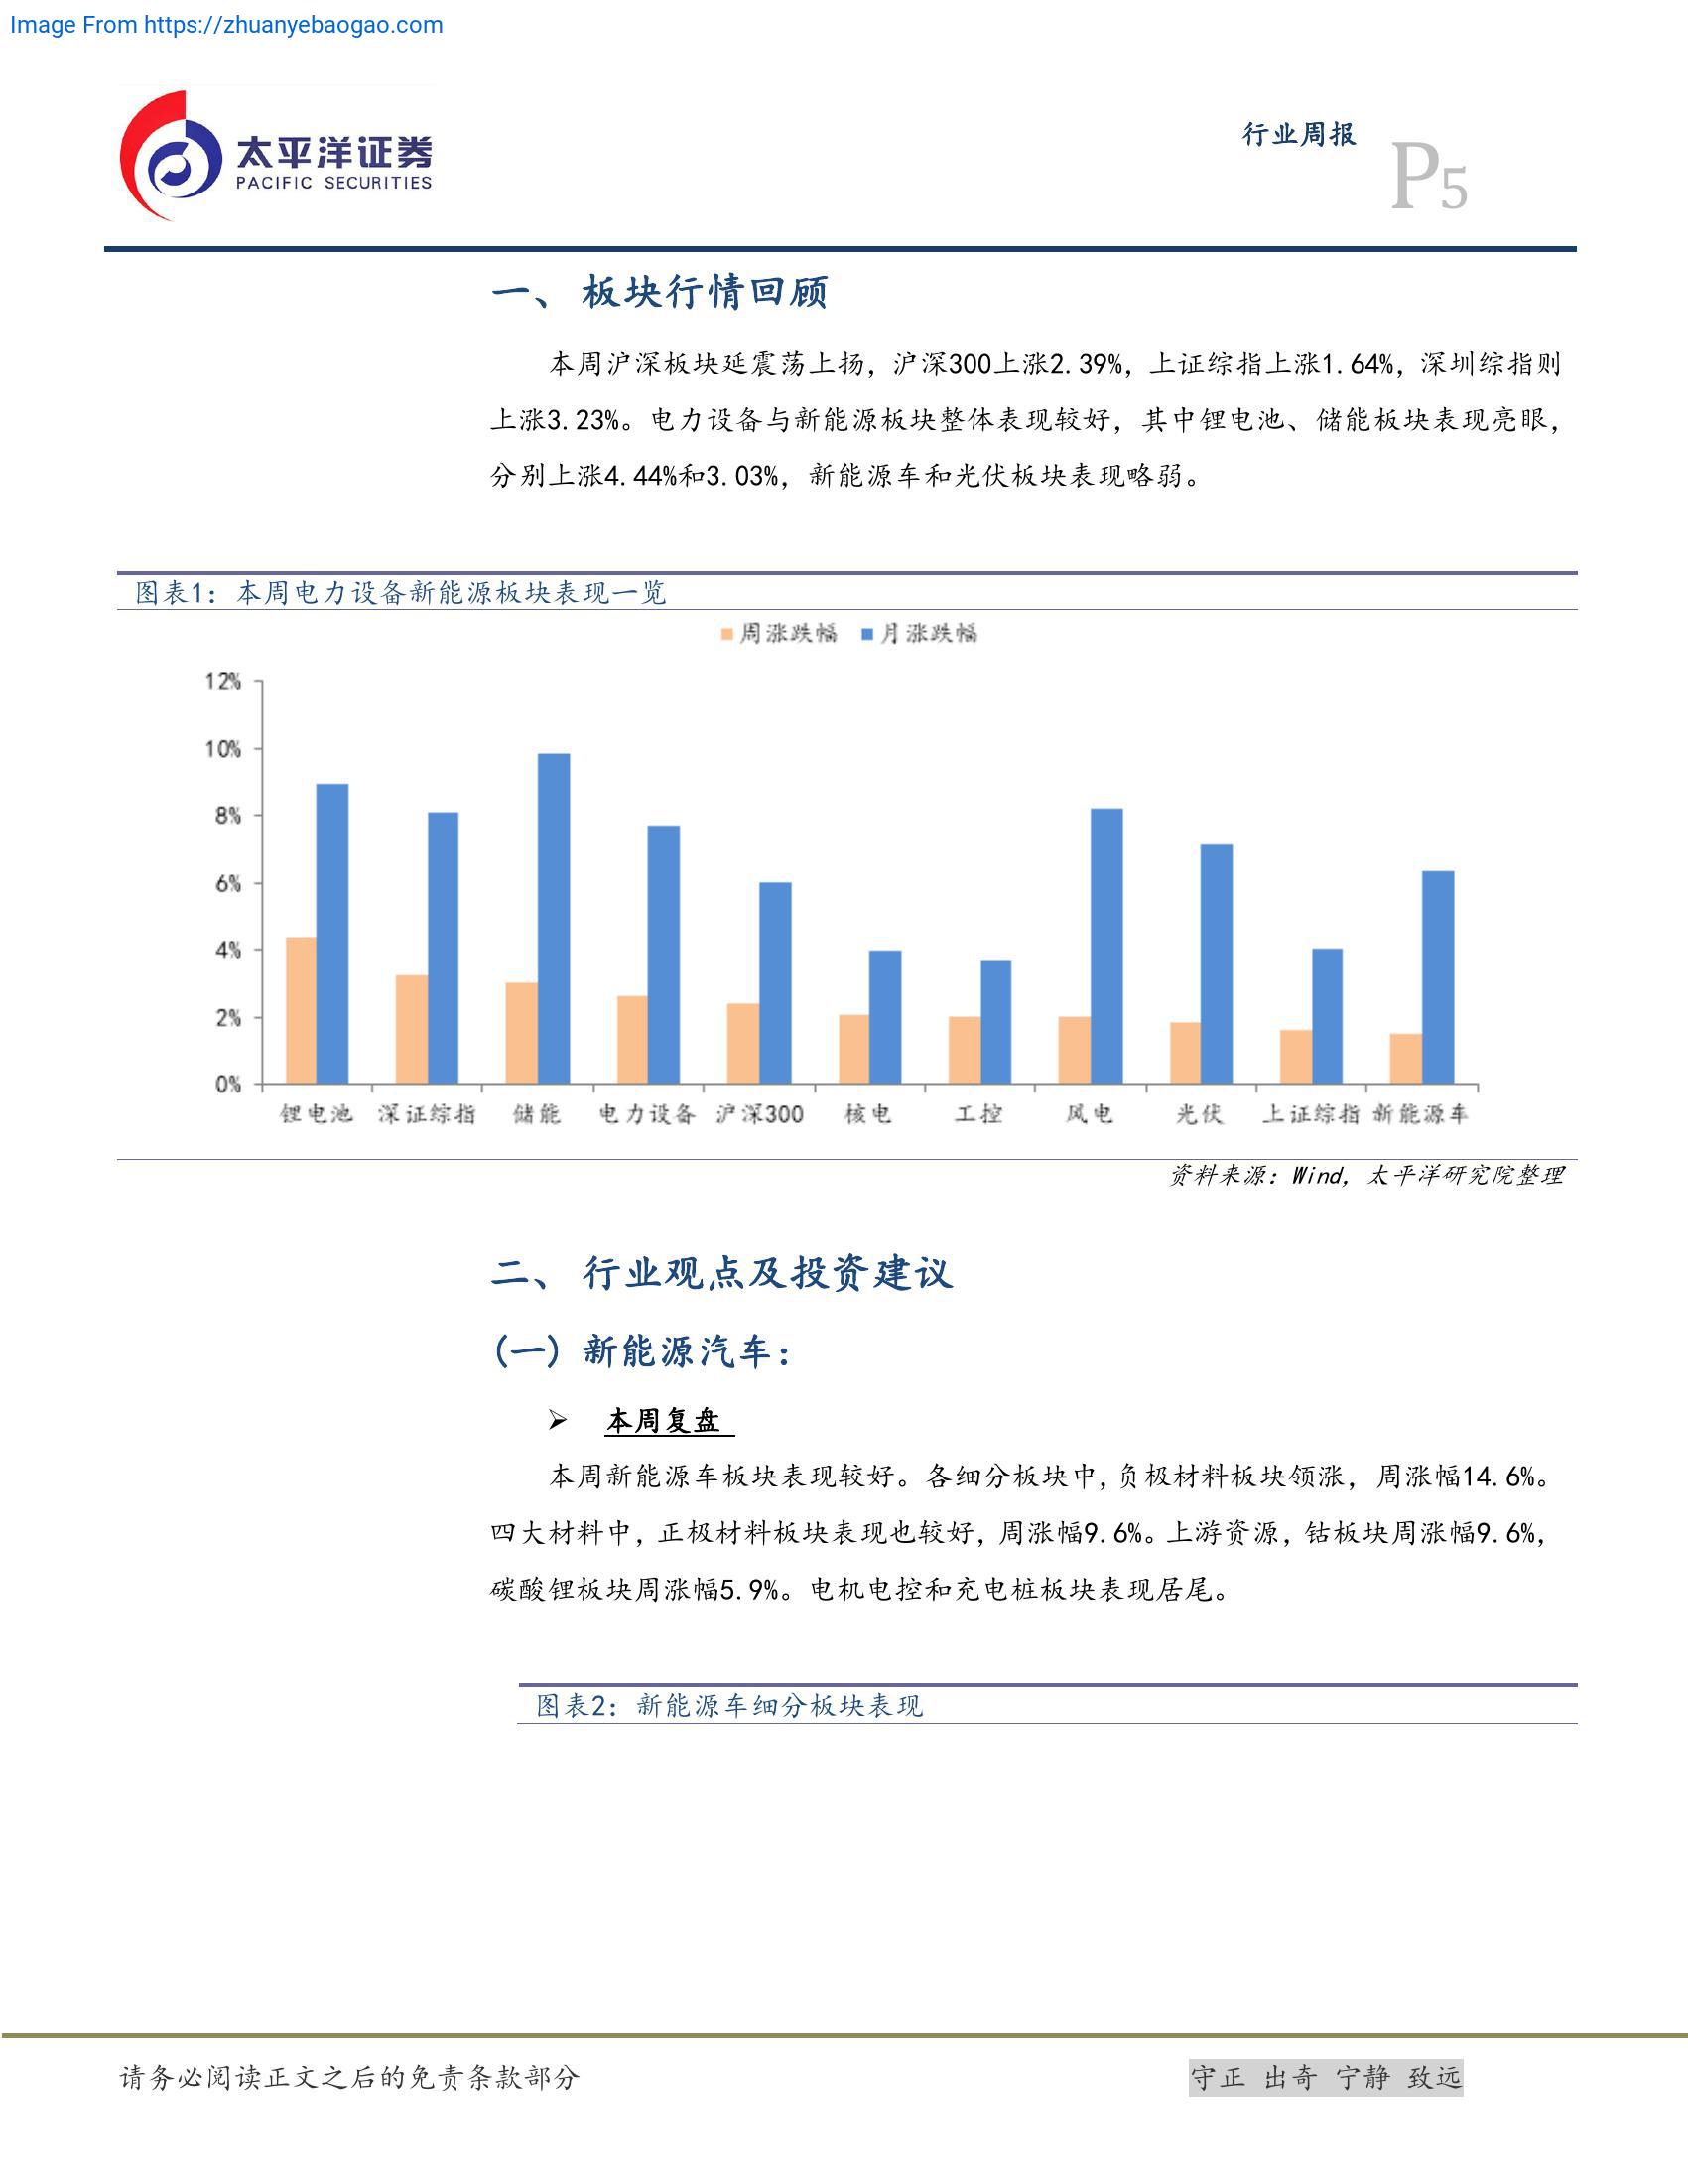 Image From https://zhuanyebaogao.com
太平洋证券
PACIFIC SECURITIES
行业周报
P5
一、 板块行情回顾
本周沪深板块延震荡上扬，沪深300上涨2.39%，上证综指上涨1.64%，深圳综指则
上涨3.23%。电力设备与新能源板块整体表现较好，其中锂电池、储能板块表现亮眼，
分别上涨4.44%和3.03%，新能源车和光伏板块表现略弱。
图表1：本周电力设备新能源板块表现一览
周涨跌幅 月涨跌幅
12%
10%
8%
6%
4%
2%
0%
锂电池 深证综指 储能 电力设备 沪深300 核电 工控 风电 光伏 上证综指 新能源车
资料来源：Wind，太平洋研究院整理
二、 行业观点及投资建议
(一) 新能源汽车：
➢ 本周复盘
本周新能源车板块表现较好。各细分板块中，负极材料板块领涨，周涨幅14.6%。
四大材料中，正极材料板块表现也较好，周涨幅9.6%。上游资源，钴板块周涨幅9.6%，
碳酸锂板块周涨幅5.9%。电机电控和充电桩板块表现居尾。
图表2：新能源车细分板块表现
请务必阅读正文之后的免责条款部分
守正 出奇 宁静 致远